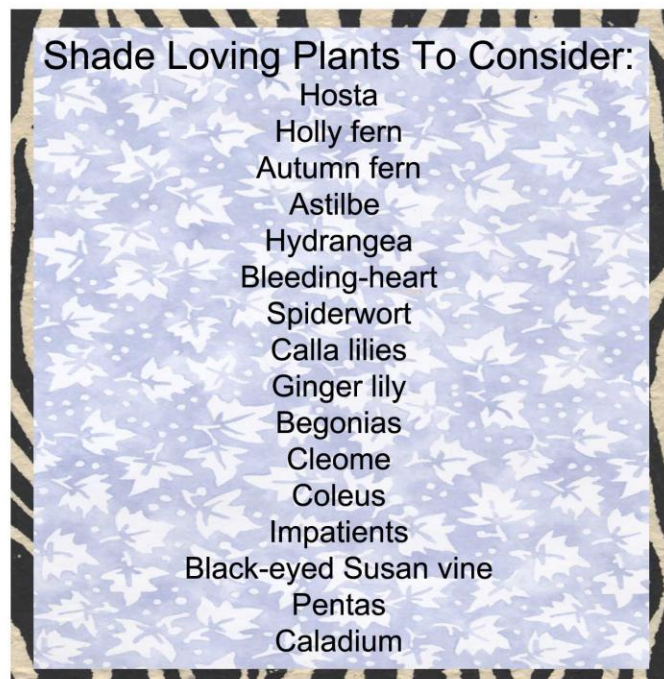 Shade Loving Plants To Consider:
Hosta
Holly fern
Autumn fern
Astilbe
Hydrangea
Bleeding-heart
Spiderwort
Calla lilies
Ginger lily
Begonias
Cleome
Coleus
Impatients
Black-eyed Susan vine
Pentas
Caladium